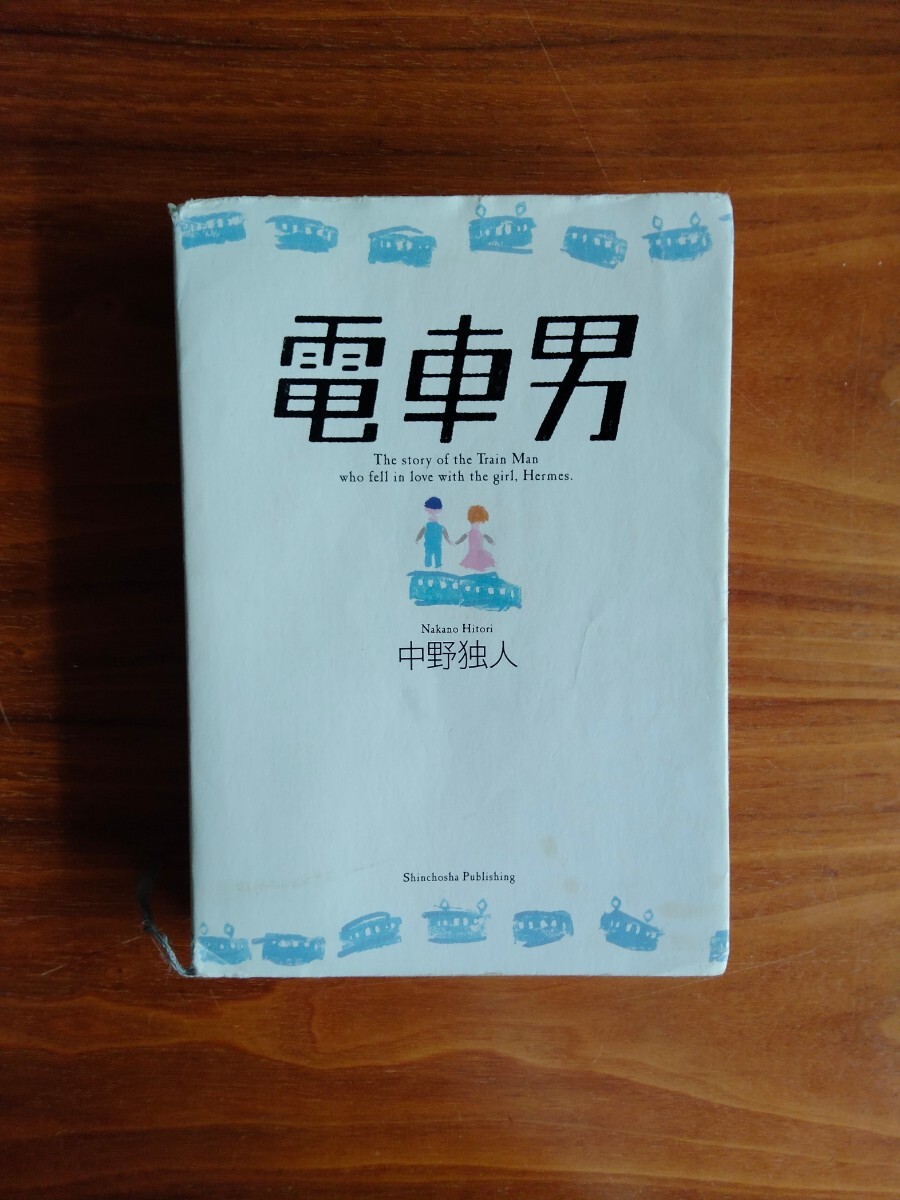 電車男
The story of the Train Man
who fell in love with the girl, Hermes.
Nakano Hitori
中野独人
Shinchosha Publishing